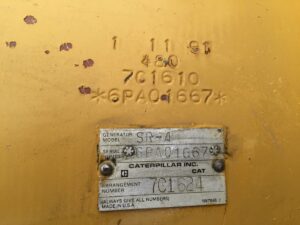 1 11 91
480
7C1610
*6PA01667*
GENERATOR MODEL SR-4
SERIAL *6PA01667*
CATERPILLAR INC.
C CAT
ARRANGEMENT NUMBER 7C1624
ALWAYS GIVE ALL NUMBERS
MADE IN U.S.A.